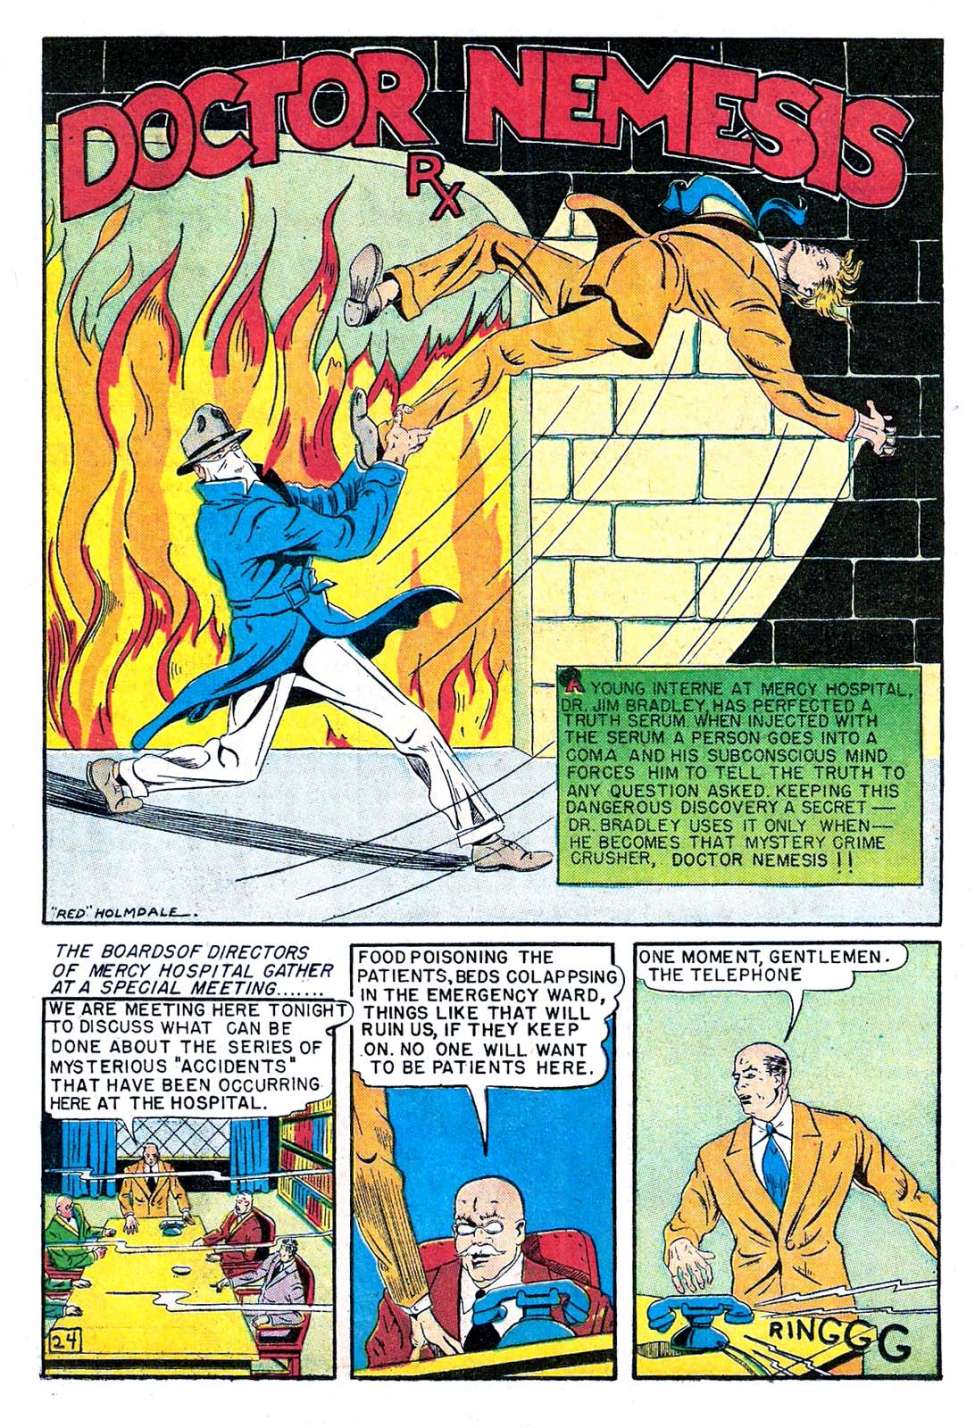 DOCTOR NEMESIS
RX
A YOUNG INTERNE AT MERCY HOSPITAL,
DR. JIM BRADLEY, HAS PERFECTED A
TRUTH SERUM. WHEN INJECTED WITH
THE SERUM A PERSON GOES INTO A
COMA AND HIS SUBCONSCIOUS MIND
FORCES HIM TO TELL THE TRUTH TO
ANY QUESTION ASKED. KEEPING THIS
DANGEROUS DISCOVERY A SECRET —
DR. BRADLEY USES IT ONLY WHEN —
HE BECOMES THAT MYSTERY CRIME
CRUSHER, DOCTOR NEMESIS!!
"RED" HOLMDALE.
THE BOARDSOF DIRECTORS
OF MERCY HOSPITAL GATHER
AT A SPECIAL MEETING.......
WE ARE MEETING HERE TONIGHT
TO DISCUSS WHAT CAN BE
DONE ABOUT THE SERIES OF
MYSTERIOUS "ACCIDENTS"
THAT HAVE BEEN OCCURRING
HERE AT THE HOSPITAL.
24
FOOD POISONING THE
PATIENTS, BEDS COLAPPSING
IN THE EMERGENCY WARD,
THINGS LIKE THAT WILL
RUIN US, IF THEY KEEP
ON. NO ONE WILL WANT
TO BE PATIENTS HERE.
ONE MOMENT, GENTLEMEN.
THE TELEPHONE
RINGGG